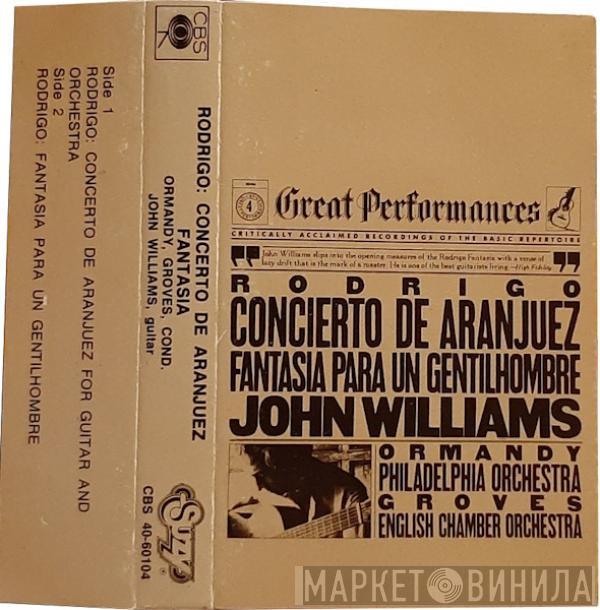 Side 1
RODRIGO: CONCERTO DE ARANJUEZ FOR GUITAR AND
ORCHESTRA
Side 2
RODRIGO: FANTASIA PARA UN GENTILHOMBRE
CBS
RODRIGO: CONCERTO DE ARANJUEZ
FANTASIA
ORMANDY, GROVES, COND.
JOHN WILLIAMS, guitar
CBS 40-60104
4
Great Performances
CRITICALLY ACCLAIMED RECORDINGS OF THE BASIC REPERTOIRE
"John Williams slips into the opening measures of the Rodrigo Fantasia with a sense of
lazy drift that is the mark of a master. He is one of the best guitarists living.—High Fidelity"
RODRIGO
CONCIERTO DE ARANJUEZ
FANTASIA PARA UN GENTILHOMBRE
JOHN WILLIAMS
ORMANDY
PHILADELPHIA ORCHESTRA
GROVES
ENGLISH CHAMBER ORCHESTRA
МАРКЕТ ВИНИЛА